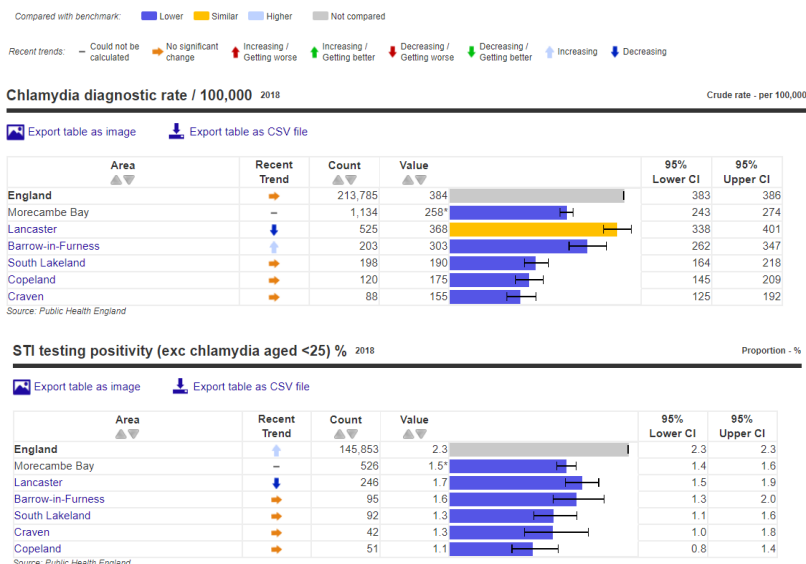 Compared with benchmark: Lower Similar Higher Not compared
Recent trends: – Could not be calculated No significant change Increasing / Getting worse Increasing / Getting better Decreasing / Getting worse Decreasing / Getting better Increasing Decreasing
Chlamydia diagnostic rate / 100,000 2018 Crude rate - per 100,000
Export table as image Export table as CSV file
Area Recent Trend Count Value 95% Lower CI 95% Upper CI
England 213,785 384 383 386
Morecambe Bay – 1,134 258* 243 274
Lancaster 525 368 338 401
Barrow-in-Furness 203 303 262 347
South Lakeland 198 190 164 218
Copeland 120 175 145 209
Craven 88 155 125 192
Source: Public Health England
STI testing positivity (exc chlamydia aged <25) % 2018 Proportion - %
Export table as image Export table as CSV file
Area Recent Trend Count Value 95% Lower CI 95% Upper CI
England 145,853 2.3 2.3 2.3
Morecambe Bay – 526 1.5* 1.4 1.6
Lancaster 246 1.7 1.5 1.9
Barrow-in-Furness 95 1.6 1.3 2.0
South Lakeland 92 1.3 1.1 1.6
Craven 42 1.3 1.0 1.8
Copeland 51 1.1 0.8 1.4
Source: Public Health England